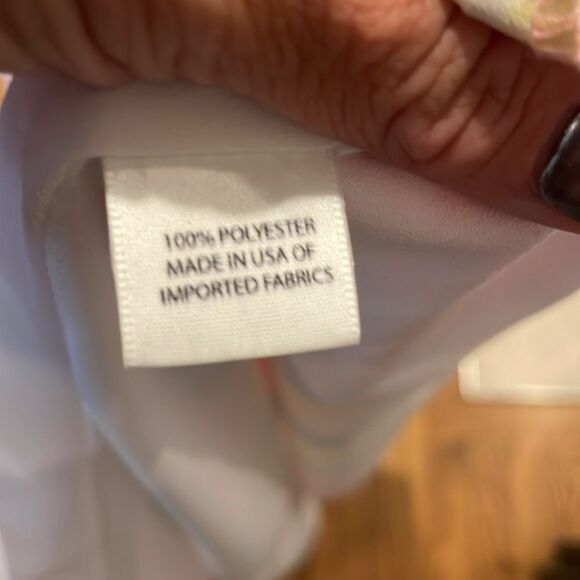 100% POLYESTER
MADE IN USA OF
IMPORTED FABRICS